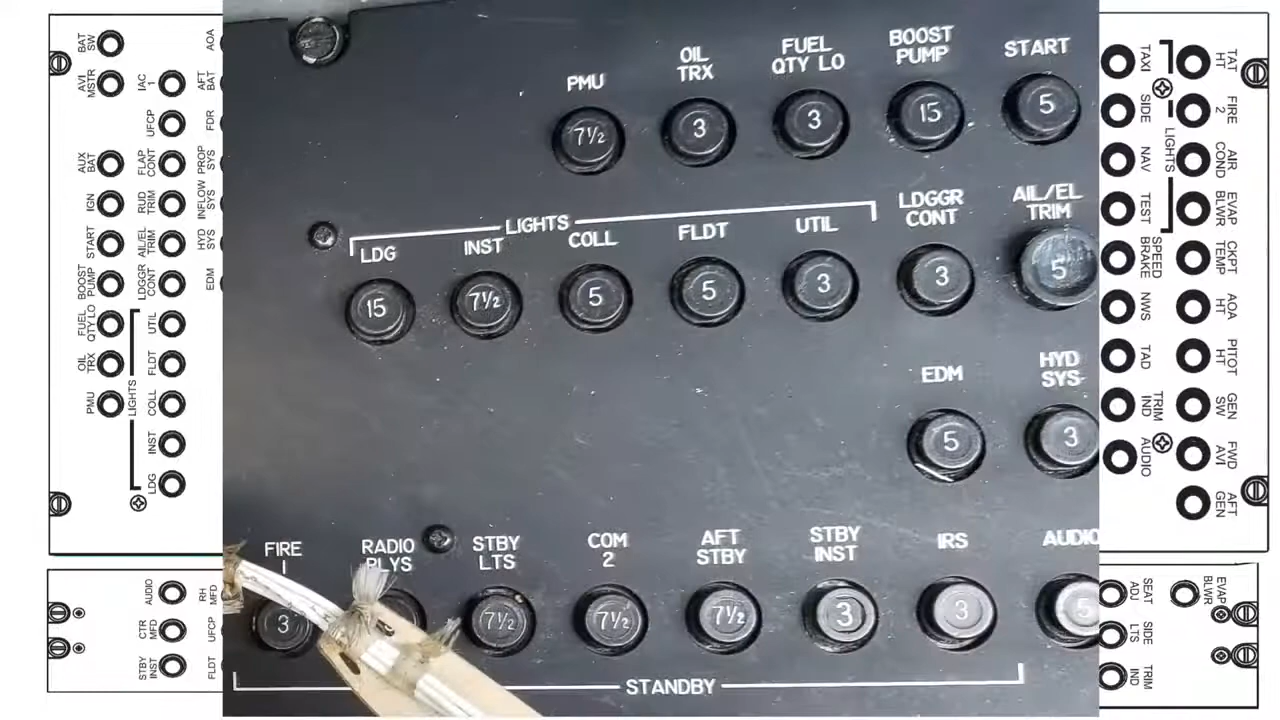 BAT
SW
AVI
MSTR
AUX
BAT
IGN
START
BOOST
PUMP
FUEL
QTY LO
OIL
TRX
PMU
IAC
1
UFCP
FLAP
CONT
RUD
TRIM
AIL/EL
TRIM
LDGGR
CONT
UTIL
FLDT
COLL
INST
LDG
LIGHTS
AOA
AFT
BAT
FDR
PROP
SYS
INFLOW
SYS
HYD
SYS
EDM
AUDIO
CTR
MFD
STBY
INST
RH
MFD
UFCP
FLDT
PMU
OIL
TRX
FUEL
QTY LO
BOOST
PUMP
START
7½
3
3
15
5
LIGHTS
LDG
INST
COLL
FLDT
UTIL
LDGGR
CONT
AIL/EL
TRIM
15
7½
5
5
3
3
5
EDM
HYD
SYS
5
3
FIRE
1
RADIO
RLYS
STBY
LTS
COM
2
AFT
STBY
STBY
INST
IRS
AUDIO
3
7½
7½
7½
3
3
5
STANDBY
TAXI
SIDE
NAV
TEST
SPEED
BRAKE
NWS
TAD
TRIM
IND
AUDIO
LIGHTS
TAT
HT
FIRE
2
AIR
COND
EVAP
BLWR
CKPT
TEMP
AOA
HT
PITOT
HT
GEN
SW
FWD
AVI
AFT
GEN
SEAT
ADJ
SIDE
LTS
TRIM
IND
EVAP
BLWR